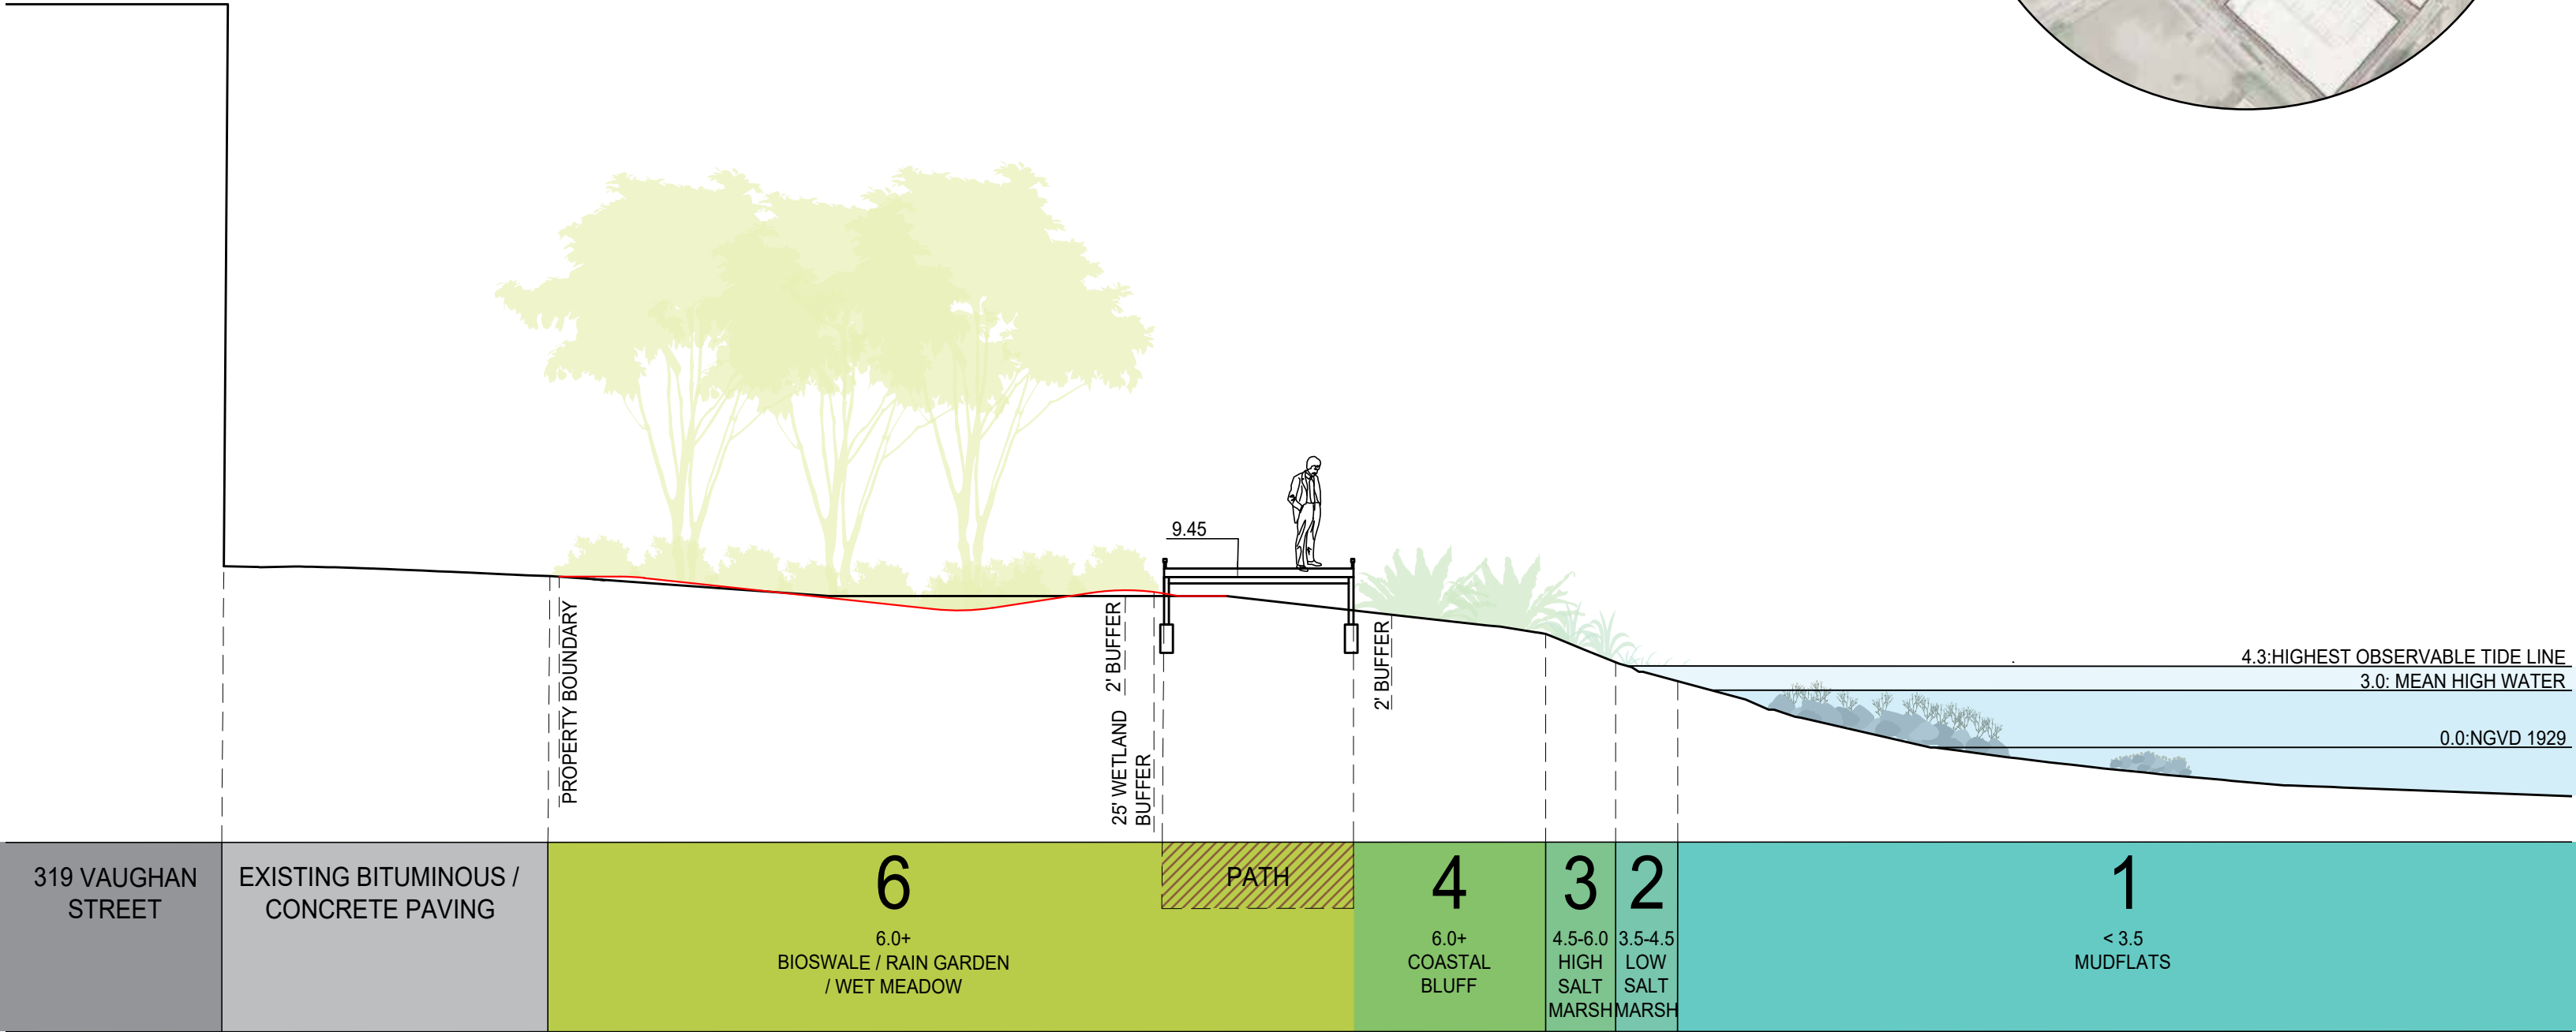 9.45
PROPERTY BOUNDARY
2' BUFFER
25' WETLAND
BUFFER
2' BUFFER
4.3:HIGHEST OBSERVABLE TIDE LINE
3.0: MEAN HIGH WATER
0.0:NGVD 1929
319 VAUGHAN
STREET
EXISTING BITUMINOUS /
CONCRETE PAVING
6
6.0+
BIOSWALE / RAIN GARDEN
/ WET MEADOW
PATH
4
6.0+
COASTAL
BLUFF
3
4.5-6.0
HIGH
SALT
MARSH
2
3.5-4.5
LOW
SALT
MARSH
1
< 3.5
MUDFLATS